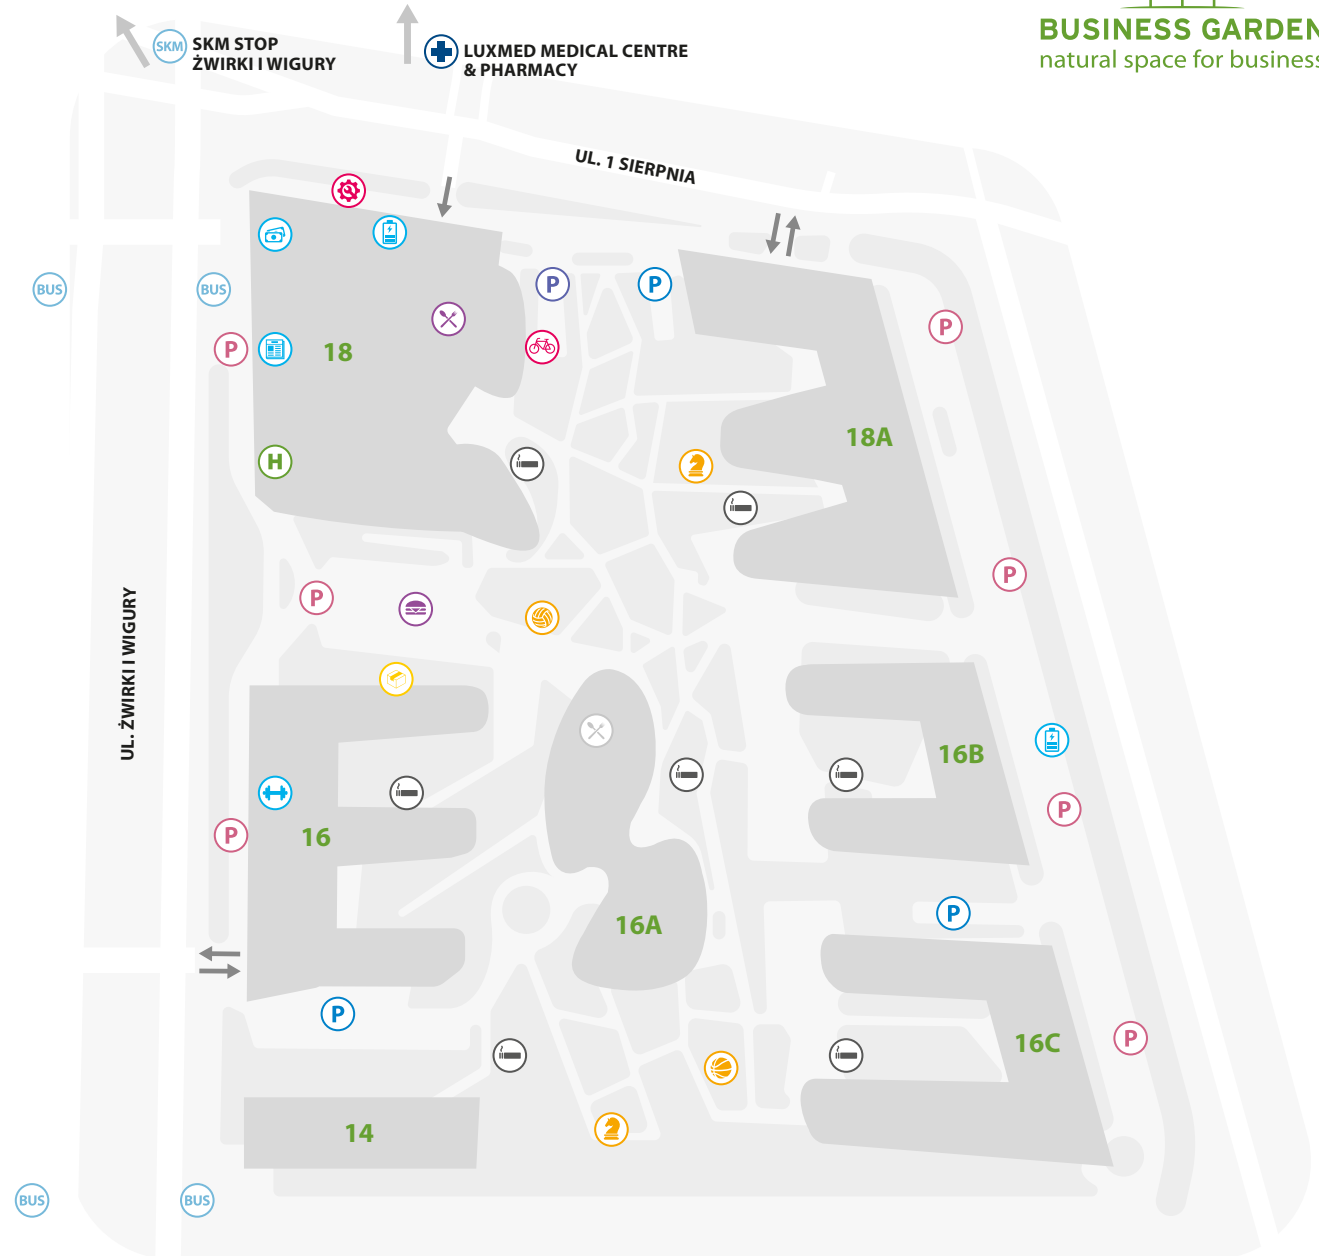 BUSINESS GARDEN
natural space for business
SKM
SKM STOP
ŻWIRKI I WIGURY
LUXMED MEDICAL CENTRE
& PHARMACY
UL. 1 SIERPNIA
BUS
BUS
P
P
P
P
18
H
18A
P
P
UL. ŻWIRKI I WIGURY
16B
P
16
P
16A
P
P
16C
P
14
BUS
BUS